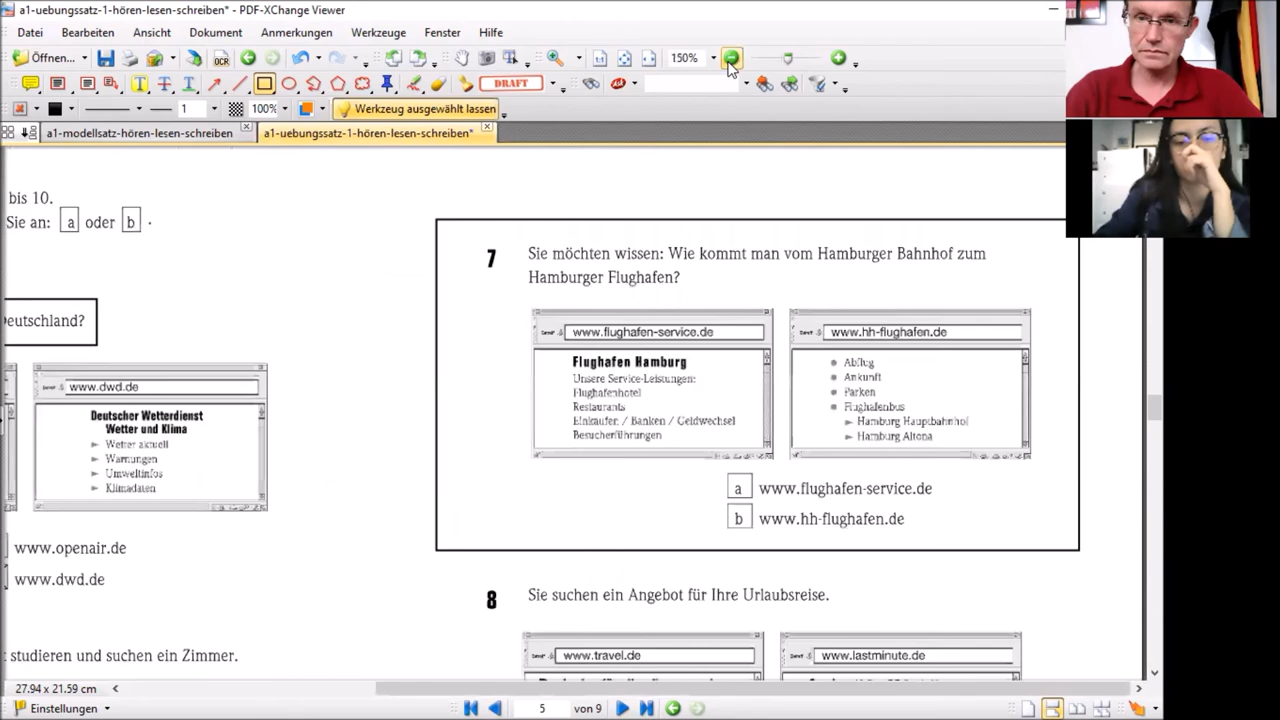 a1-uebungssatz-1-hören-lesen-schreiben* - PDF-XChange Viewer
Datei Bearbeiten Ansicht Dokument Anmerkungen Werkzeuge Fenster Hilfe
Öffnen... OCR 150%
DRAFT
1 100% Werkzeug ausgewählt lassen
a1-modellsatz-hören-lesen-schreiben a1-uebungssatz-1-hören-lesen-schreiben*
bis 10.
Sie an: a oder b .
eutschland?
www.dwd.de
Deutscher Wetterdienst
Wetter und Klima
Wetter aktuell
Warnungen
Umweltinfos
Klimadaten
www.openair.de
www.dwd.de
studieren und suchen ein Zimmer.
7 Sie möchten wissen: Wie kommt man vom Hamburger Bahnhof zum
Hamburger Flughafen?
www.flughafen-service.de
Flughafen Hamburg
Unsere Service-Leistungen:
Flughafenhotel
Restaurants
Einkaufen / Banken / Geldwechsel
Besucherführungen
www.hh-flughafen.de
Abflug
Ankunft
Parken
Flughafenbus
Hamburg Hauptbahnhof
Hamburg Altona
a www.flughafen-service.de
b www.hh-flughafen.de
8 Sie suchen ein Angebot für Ihre Urlaubsreise.
www.travel.de
www.lastminute.de
27.94 x 21.59 cm
Einstellungen 5 von 9